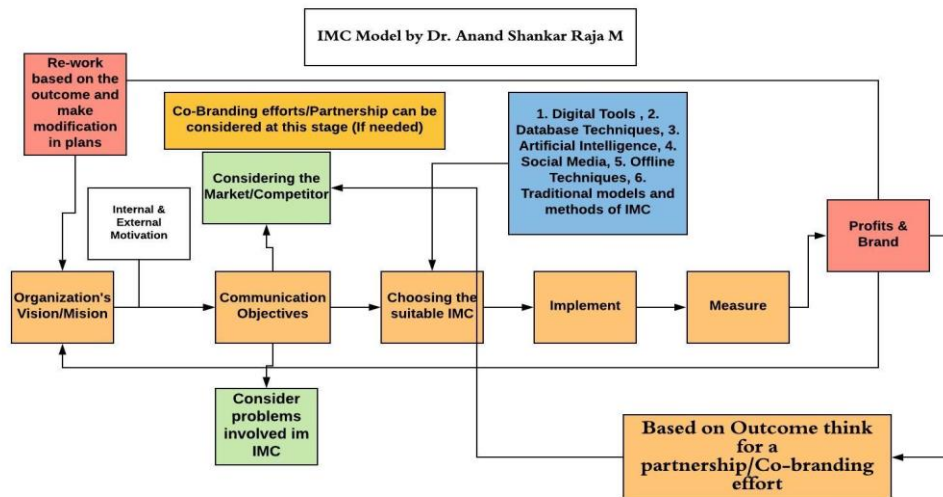 IMC Model by Dr. Anand Shankar Raja M
Re-work
based on the
outcome and
make
modification
in plans
Co-Branding efforts/Partnership can be
considered at this stage (If needed)
1. Digital Tools , 2.
Database Techniques, 3.
Artificial Intelligence, 4.
Social Media, 5. Offline
Techniques, 6.
Traditional models and
methods of IMC
Considering the
Market/Competitor
Internal &
External
Motivation
Profits &
Brand
Organization's
Vision/Mision
Communication
Objectives
Choosing the
suitable IMC
Implement
Measure
Consider
problems
involved im
IMC
Based on Outcome think
for a
partnership/Co-branding
effort